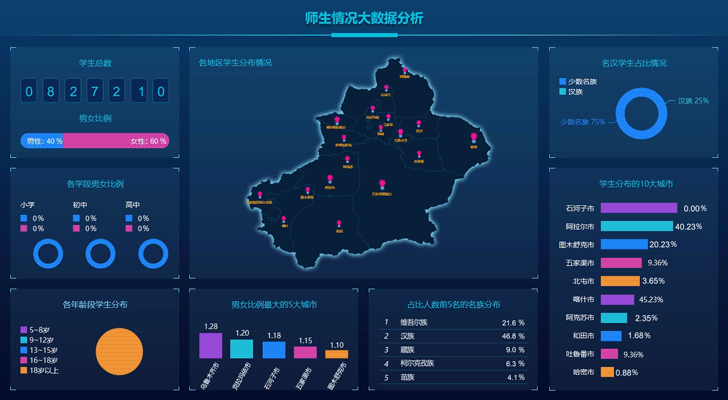 师生情况大数据分析
学生总数
0 8 2 7 2 1 0
男女比例
男性: 40 %
女性: 60 %
各学段男女比例
小学 初中 高中
0% 0% 0%
0% 0% 0%
各年龄段学生分布
5~8岁
9~12岁
13~15岁
16~18岁
18岁以上
各地区学生分布情况
男女比例最大的5大城市
1.28 1.20 1.18 1.15 1.10
乌鲁木齐市 克拉玛依市 石河子市 五家渠市 图木舒克市
占比人数前5名的名族分布
1 维吾尔族 21.6 %
2 汉族 46.8 %
3 藏族 9.0 %
4 柯尔克孜族 6.3 %
5 苗族 4.1 %
名汉学生占比情况
少数名族
汉族
汉族 25%
少数名族 75%
学生分布的10大城市
石河子市 0.00%
阿拉尔市 40.23%
图木舒克市 20.23%
五家渠市 9.36%
北屯市 3.65%
喀什市 45.23%
阿克苏市 2.35%
和田市 1.68%
吐鲁番市 9.36%
哈密市 0.88%